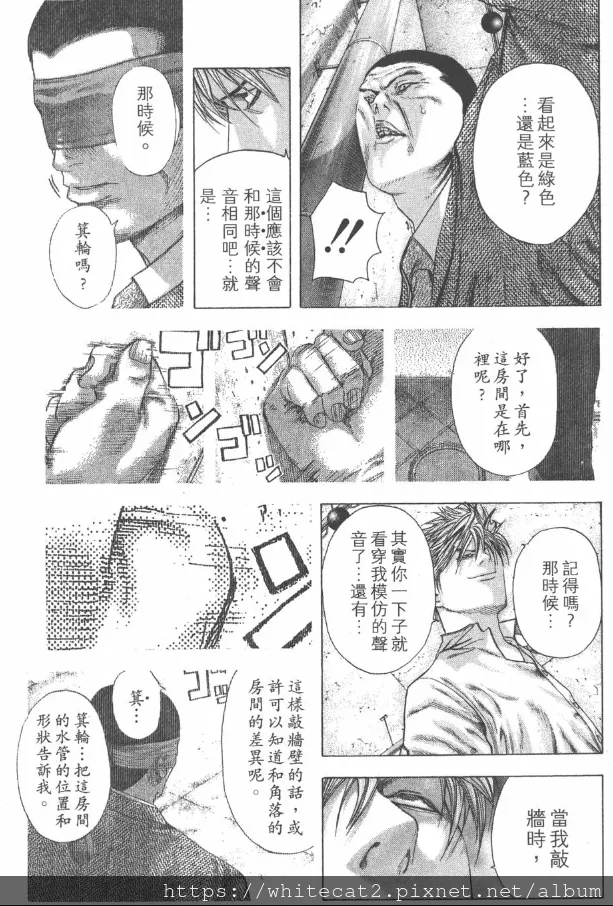 看起來是綠色
…還是藍色?
!!
這個應該不會
和那時候的聲
音相同吧…就
是…
那時候。
箕輪嗎?
好了,首先,
這房間是在哪
裡呢?
ゴン
ゴン
記得嗎?
那時候…
其實你一下子就
看穿我模仿的聲
音了…還有…
當我敲
牆時,
這樣敲牆壁的話,或
許可以知道和角落的
房間的差異呢。
箕…
箕輪…把這房間
的水管的位置和
形狀告訴我。
https://whitecat2.pixnet.net/album